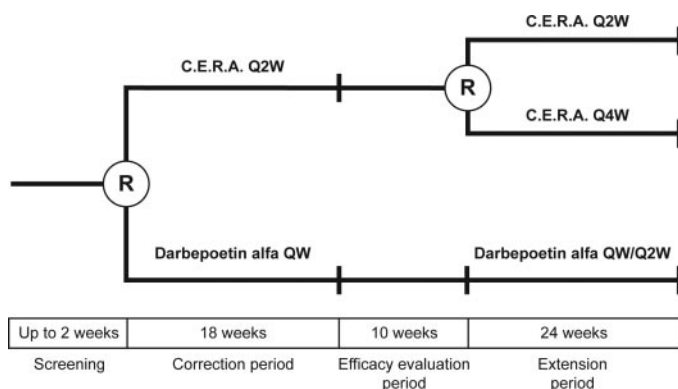 C.E.R.A. Q2W
C.E.R.A. Q2W
R
C.E.R.A. Q4W
R
Darbepoetin alfa QW
Darbepoetin alfa QW/Q2W
Up to 2 weeks
18 weeks
10 weeks
24 weeks
Screening
Correction period
Efficacy evaluation
period
Extension
period